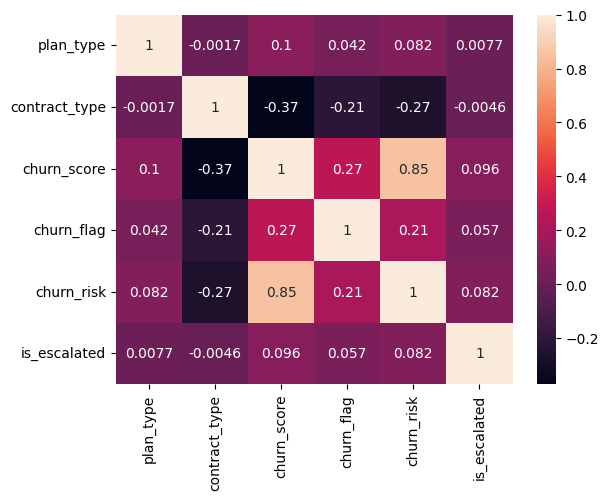 plan_type 1 -0.0017 0.1 0.042 0.082 0.0077
contract_type -0.0017 1 -0.37 -0.21 -0.27 -0.0046
churn_score 0.1 -0.37 1 0.27 0.85 0.096
churn_flag 0.042 -0.21 0.27 1 0.21 0.057
churn_risk 0.082 -0.27 0.85 0.21 1 0.082
is_escalated 0.0077 -0.0046 0.096 0.057 0.082 1
plan_type
contract_type
churn_score
churn_flag
churn_risk
is_escalated
1.0
0.8
0.6
0.4
0.2
0.0
−0.2